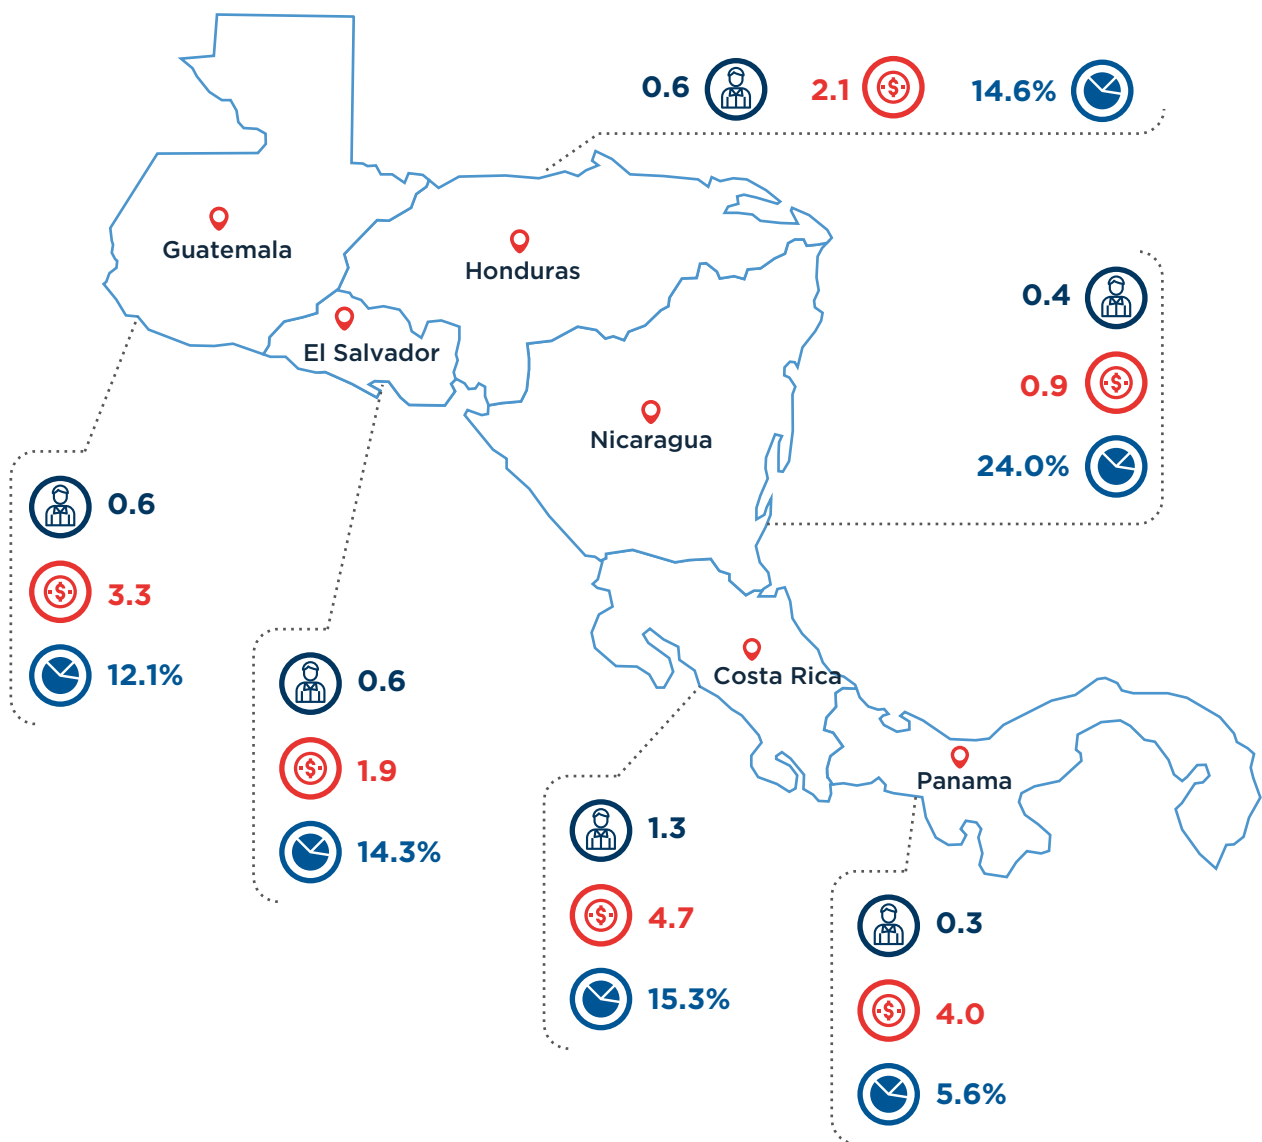 0.6 2.1 14.6%
Guatemala
Honduras
0.4
0.9
24.0%
El Salvador
Nicaragua
0.6
3.3
12.1%
0.6
1.9
14.3%
Costa Rica
Panama
1.3
4.7
15.3%
0.3
4.0
5.6%